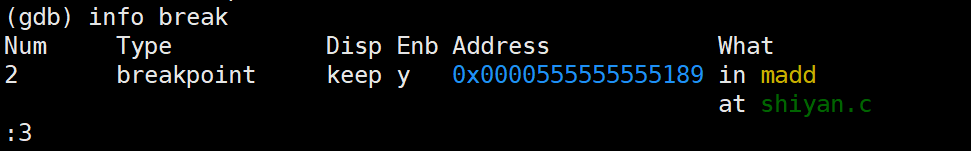 (gdb) info break
Num     Type           Disp Enb Address            What
2       breakpoint     keep y   0x0000555555555189 in madd
                                                   at shiyan.c
:3